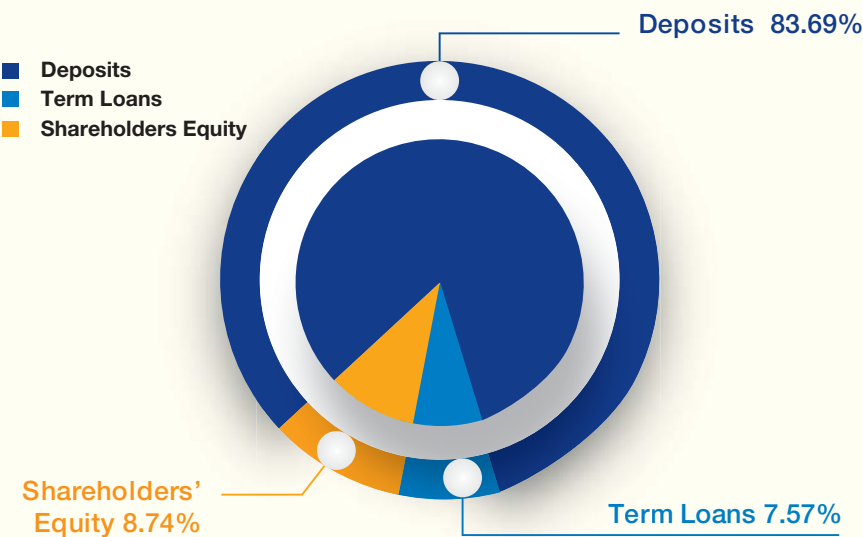 Deposits 83.69%
Deposits
Term Loans
Shareholders Equity
Shareholders’
Equity 8.74%
Term Loans 7.57%